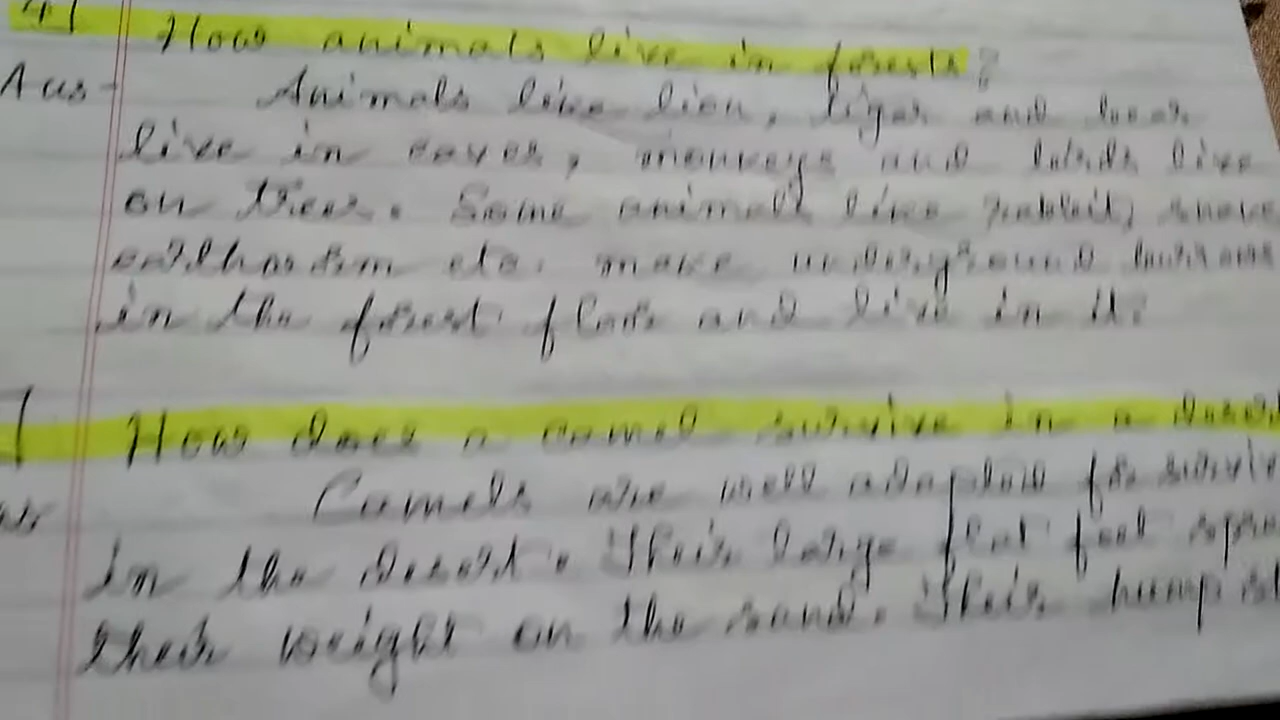 4] How animals live in forests?
Ans- Animals like lion, tiger and bear
live in caves, monkeys and birds live
on trees. Some animals like rabbit, snake
etc. make underground burrows
in the forest floor and live in it.
How does a camel survive in a desert
Camels are well adapted for
in the desert. Their large flat feet
their weight on the sand. Their hump